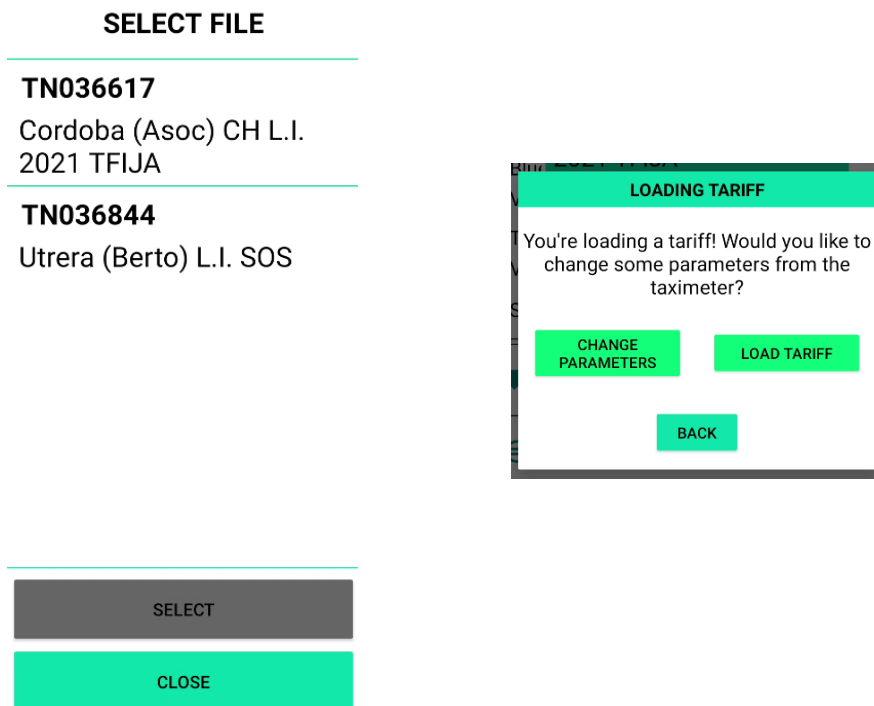 SELECT FILE
TN036617
Cordoba (Asoc) CH L.I.
2021 TFIJA
TN036844
Utrera (Berto) L.I. SOS
SELECT
CLOSE
LOADING TARIFF
You're loading a tariff! Would you like to
change some parameters from the
taximeter?
CHANGE
PARAMETERS
LOAD TARIFF
BACK